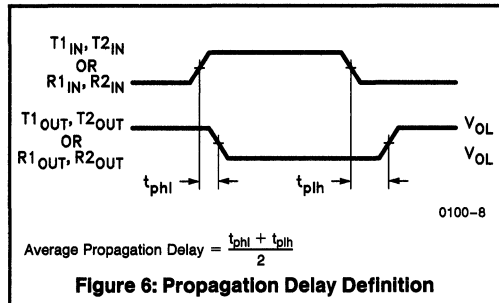 T1IN, T2IN
OR
R1IN, R2IN
T1OUT, T2OUT
OR
R1OUT, R2OUT
VOL
VOL
tphl
tplh
0100-8
Average Propagation Delay = tphl + tplh / 2
Figure 6: Propagation Delay Definition